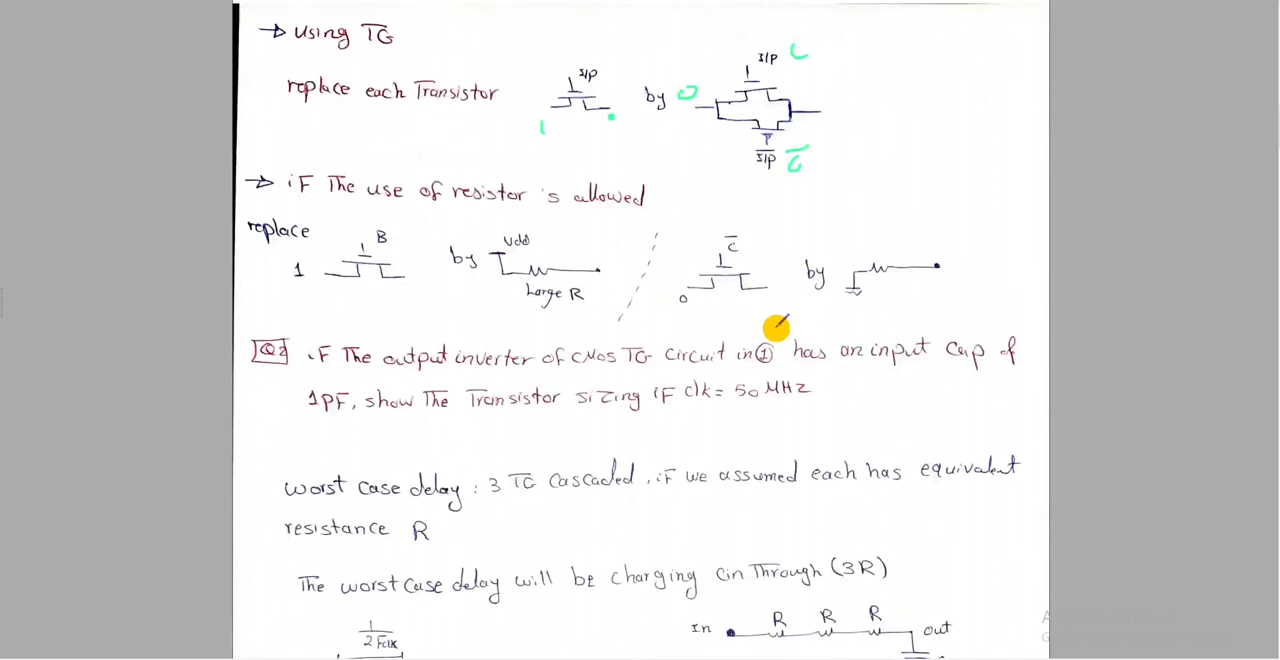 → Using TG
I/P
I/P C
replace each Transistor
by
0
1
I/P C̅
→ iF The use of resistor is allowed
replace
B
1
by
Vdd
Large R
C̅
0
by
Q2 iF The output inverter of CMOS TG Circuit in ① has an input Cap of
1PF, show The Transistor sizing iF clk = 50 MHZ
worst case delay : 3 TG Cascaded, iF we assumed each has equivalent
resistance R
The worst case delay will be charging Cin Through (3R)
1
2 Fclk
In
R R R
out